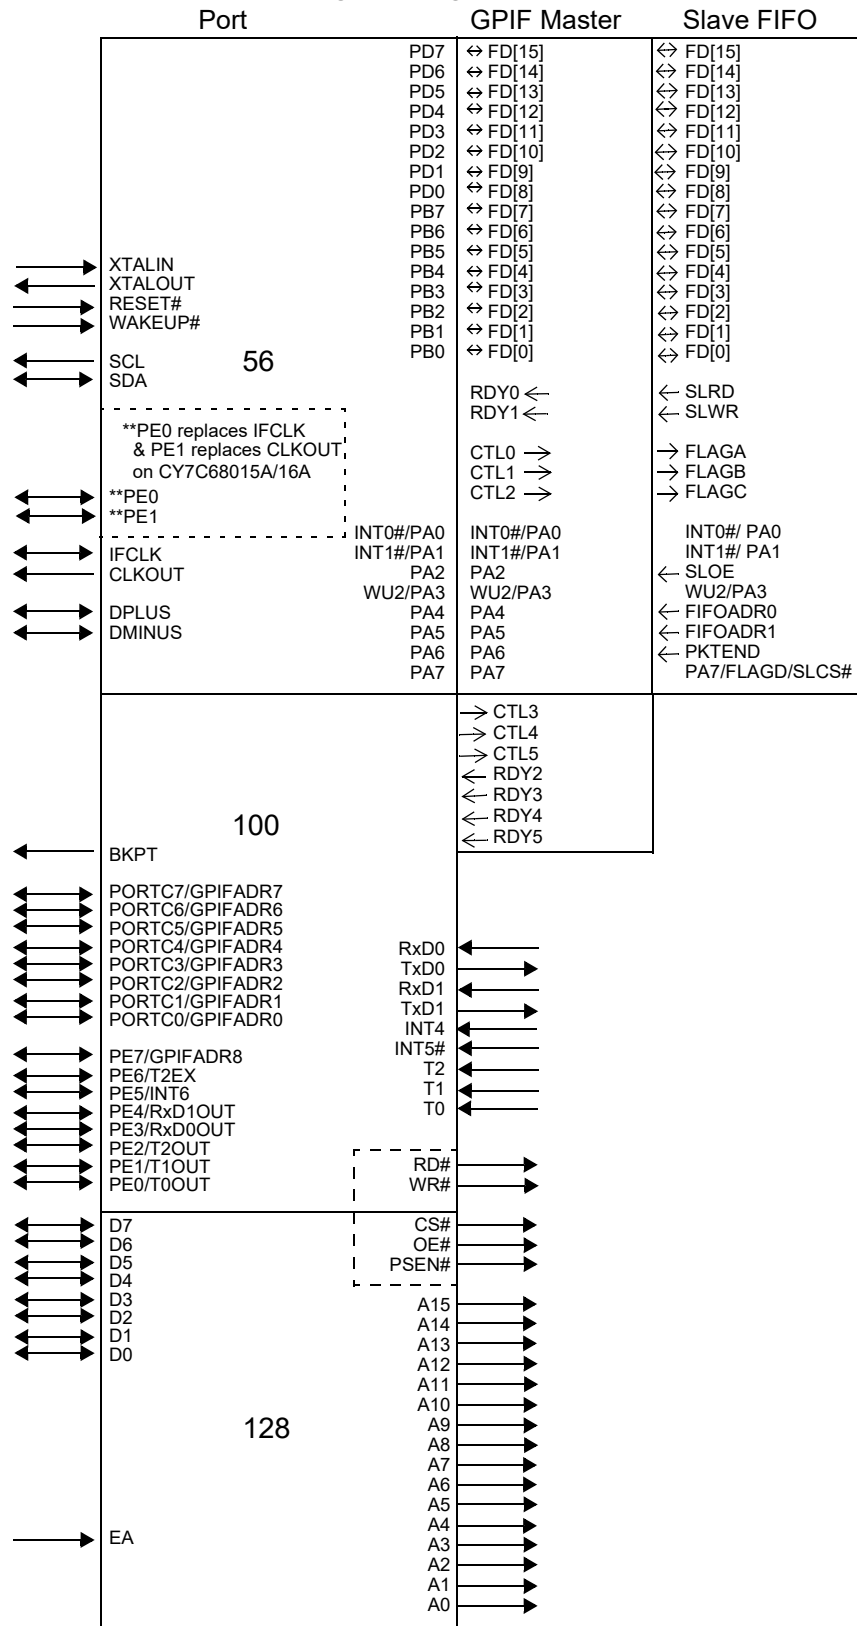 Port GPIF Master Slave FIFO
PD7 FD[15] FD[15]
PD6 FD[14] FD[14]
PD5 FD[13] FD[13]
PD4 FD[12] FD[12]
PD3 FD[11] FD[11]
PD2 FD[10] FD[10]
PD1 FD[9] FD[9]
PD0 FD[8] FD[8]
PB7 FD[7] FD[7]
PB6 FD[6] FD[6]
PB5 FD[5] FD[5]
XTALIN PB4 FD[4] FD[4]
XTALOUT PB3 FD[3] FD[3]
RESET# PB2 FD[2] FD[2]
WAKEUP# PB1 FD[1] FD[1]
SCL 56 PB0 FD[0] FD[0]
SDA
RDY0 SLRD
RDY1 SLWR
**PE0 replaces IFCLK
& PE1 replaces CLKOUT CTL0 FLAGA
on CY7C68015A/16A CTL1 FLAGB
**PE0 CTL2 FLAGC
**PE1
INT0#/PA0 INT0#/PA0 INT0#/ PA0
IFCLK INT1#/PA1 INT1#/PA1 INT1#/ PA1
CLKOUT PA2 PA2 SLOE
WU2/PA3 WU2/PA3 WU2/PA3
DPLUS PA4 PA4 FIFOADR0
DMINUS PA5 PA5 FIFOADR1
PA6 PA6 PKTEND
PA7 PA7 PA7/FLAGD/SLCS#
CTL3
CTL4
CTL5
RDY2
RDY3
100 RDY4
RDY5
BKPT
PORTC7/GPIFADR7
PORTC6/GPIFADR6
PORTC5/GPIFADR5
PORTC4/GPIFADR4 RxD0
PORTC3/GPIFADR3 TxD0
PORTC2/GPIFADR2 RxD1
PORTC1/GPIFADR1 TxD1
PORTC0/GPIFADR0 INT4
INT5#
PE7/GPIFADR8 T2
PE6/T2EX T1
PE5/INT6 T0
PE4/RxD1OUT
PE3/RxD0OUT
PE2/T2OUT
PE1/T1OUT RD#
PE0/T0OUT WR#
D7 CS#
D6 OE#
D5 PSEN#
D4
D3 A15
D2 A14
D1 A13
D0 A12
A11
A10
128 A9
A8
A7
A6
A5
A4
EA A3
A2
A1
A0